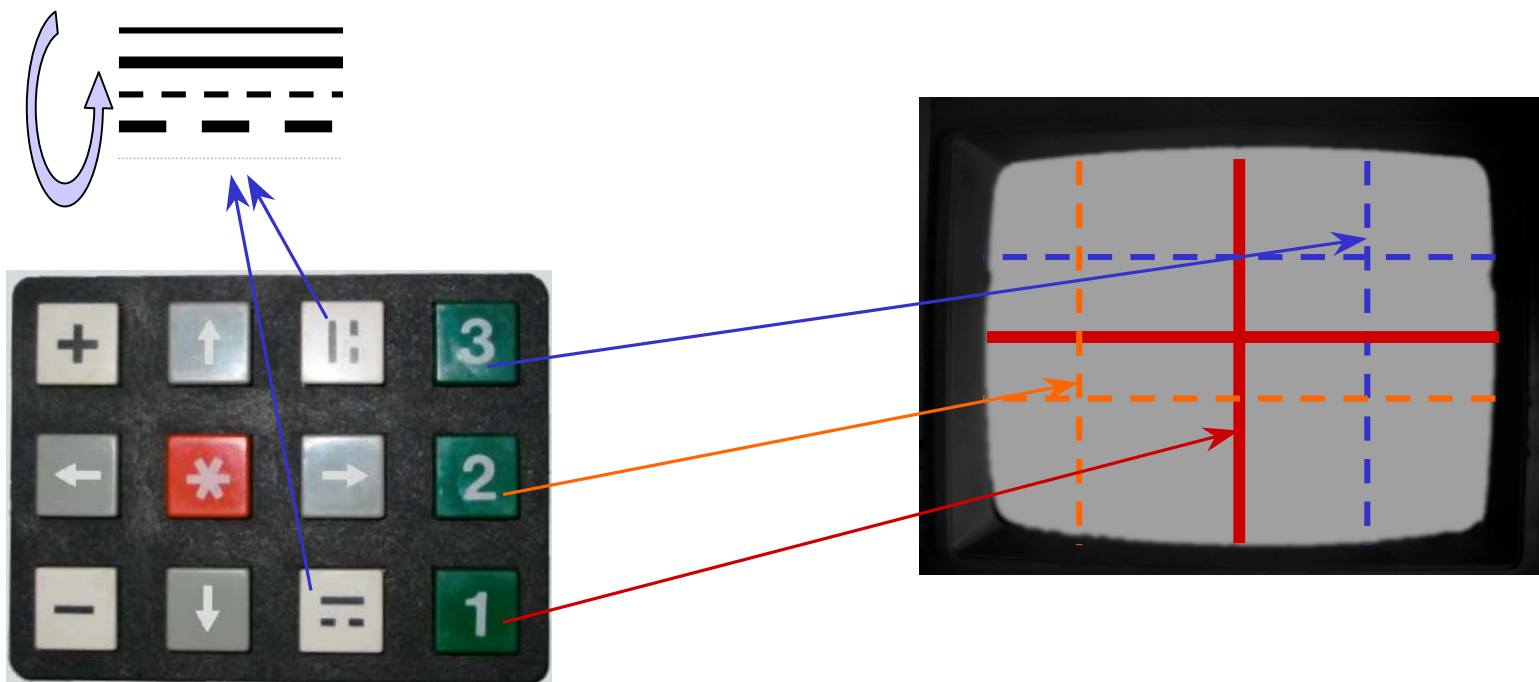 + ↑ 3
← * → 2
− ↓ 1